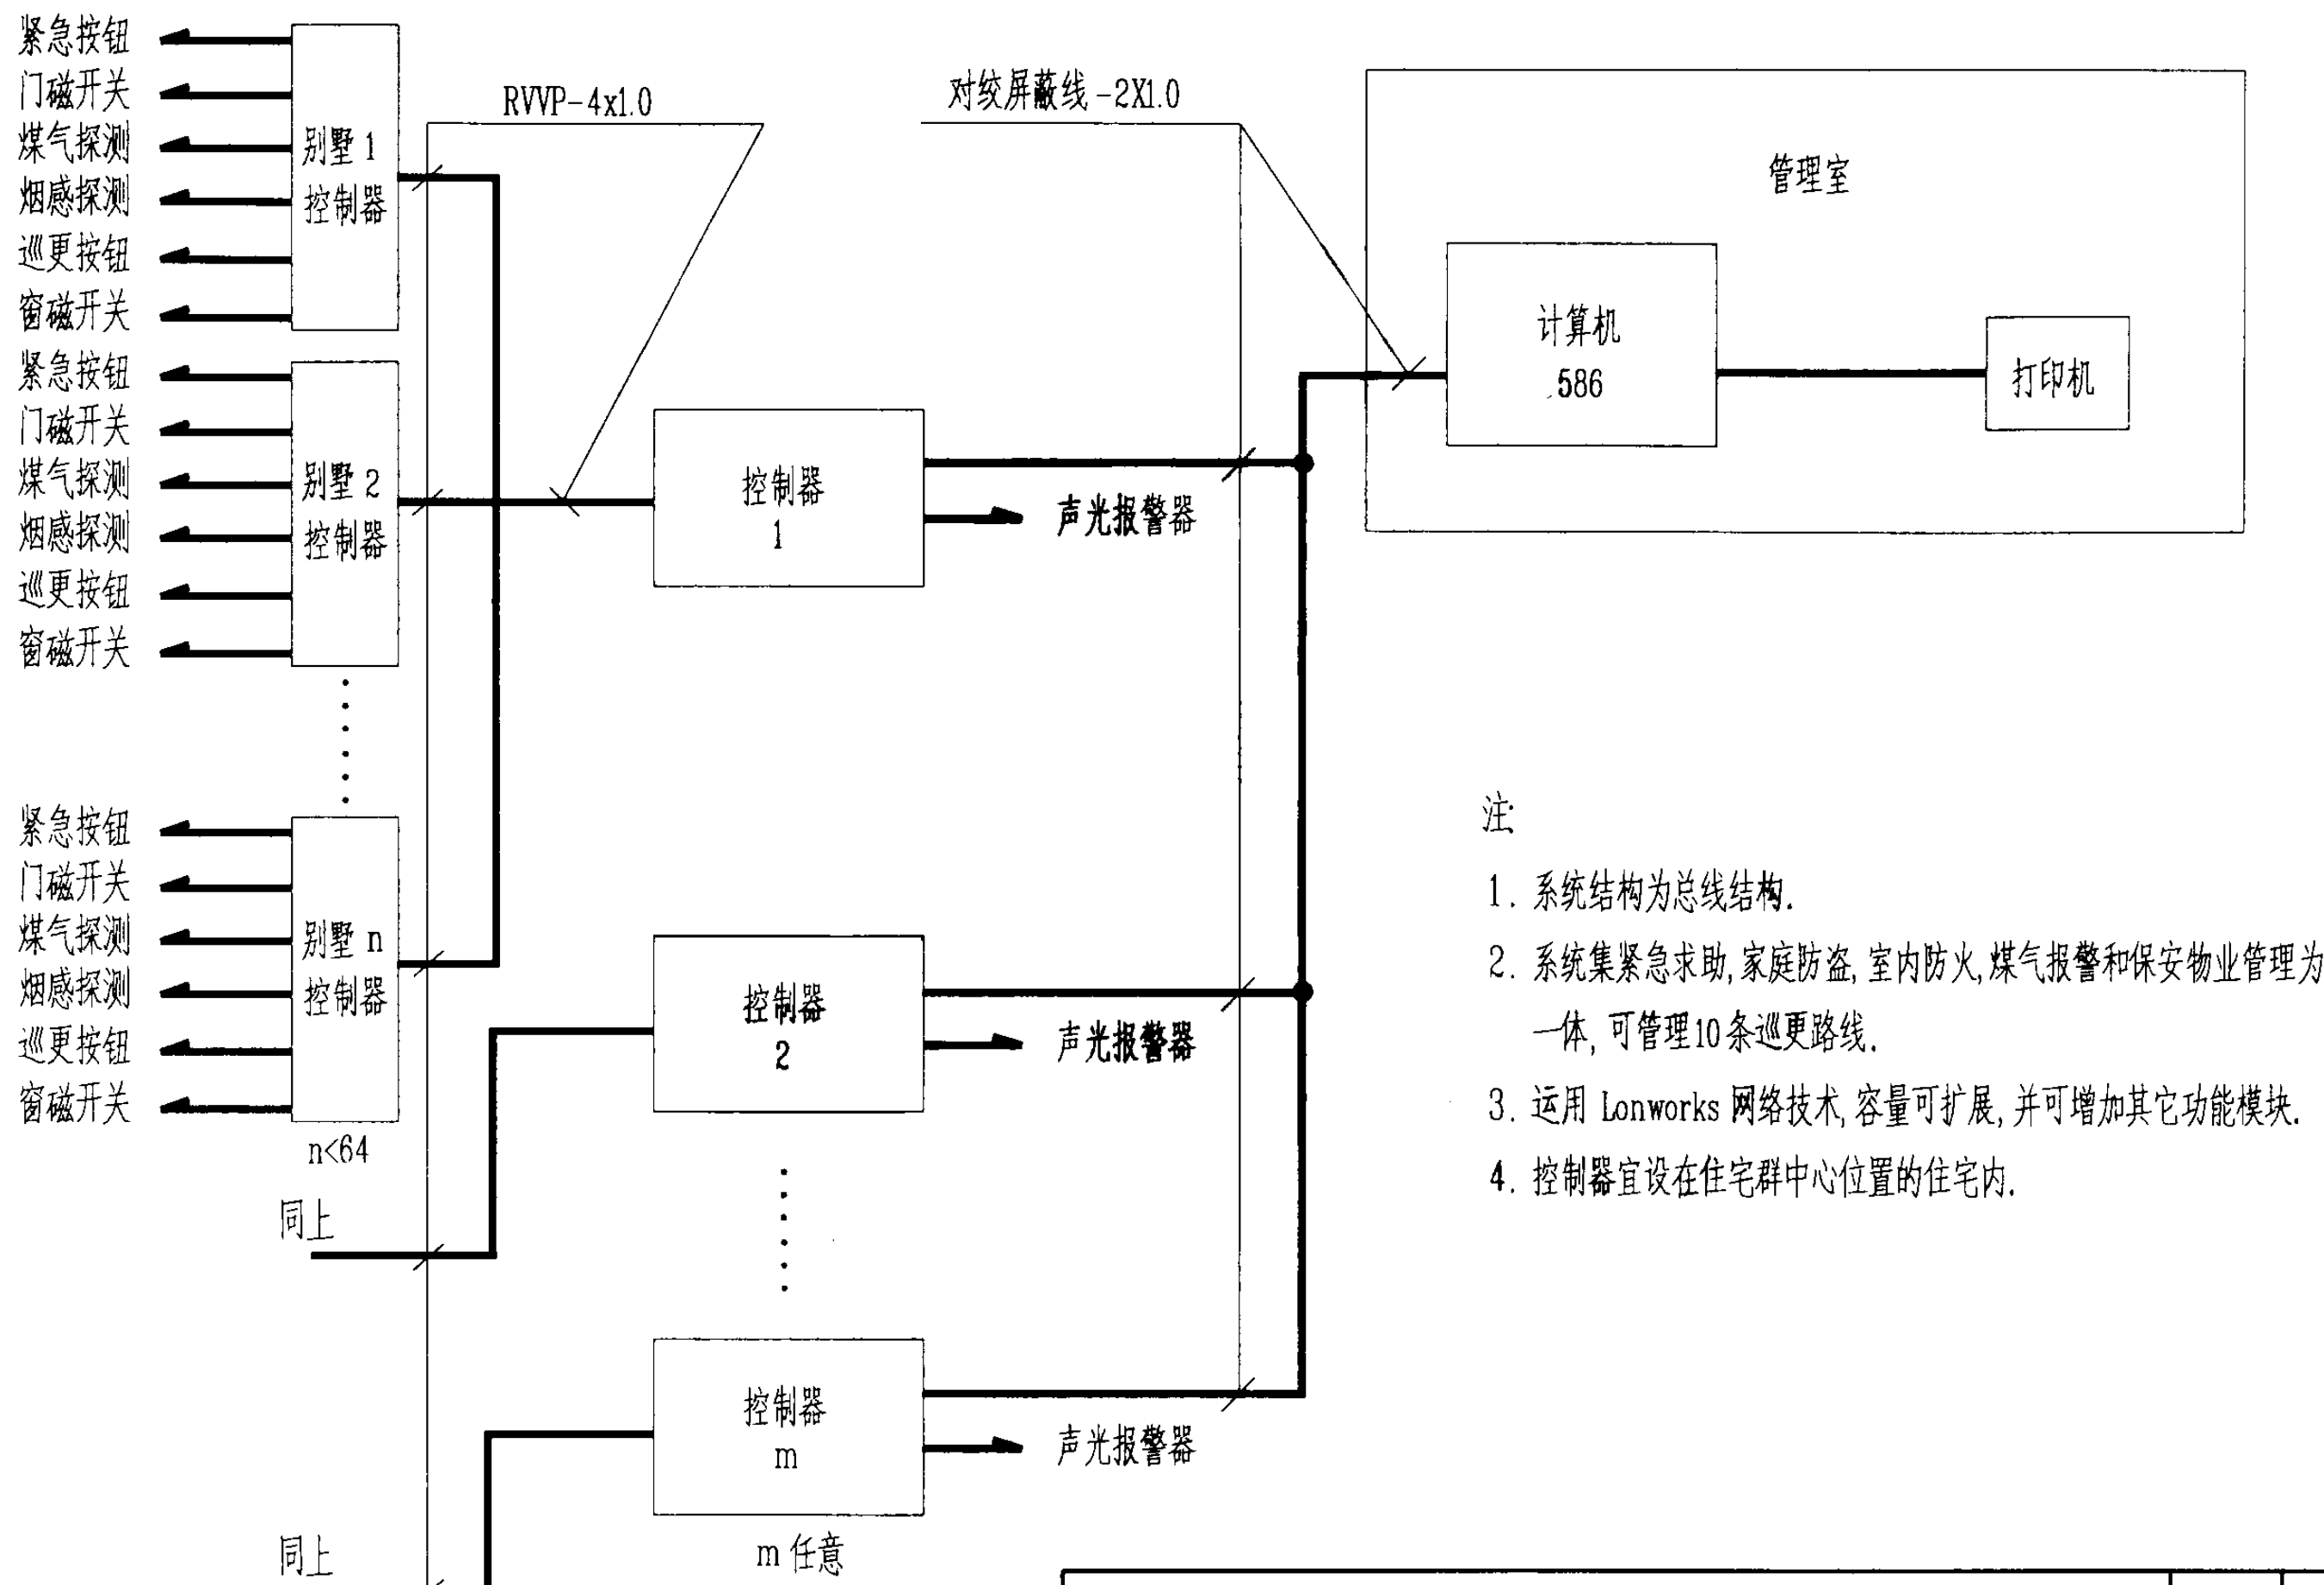 紧急按钮
门磁开关
煤气探测
烟感探测
巡更按钮
窗磁开关
别墅 1
控制器
RVVP-4x1.0
对绞屏蔽线-2X1.0
管理室
计算机
586
打印机
紧急按钮
门磁开关
煤气探测
烟感探测
巡更按钮
窗磁开关
别墅 2
控制器
控制器
1
声光报警器
紧急按钮
门磁开关
煤气探测
烟感探测
巡更按钮
窗磁开关
别墅 n
控制器
n<64
控制器
2
声光报警器
同上
控制器
m
声光报警器
m 任意
同上
注:
1. 系统结构为总线结构.
2. 系统集紧急求助,家庭防盗,室内防火,煤气报警和保安物业管理为
一体,可管理10条巡更路线.
3. 运用 Lonworks 网络技术,容量可扩展,并可增加其它功能模块.
4. 控制器宜设在住宅群中心位置的住宅内.